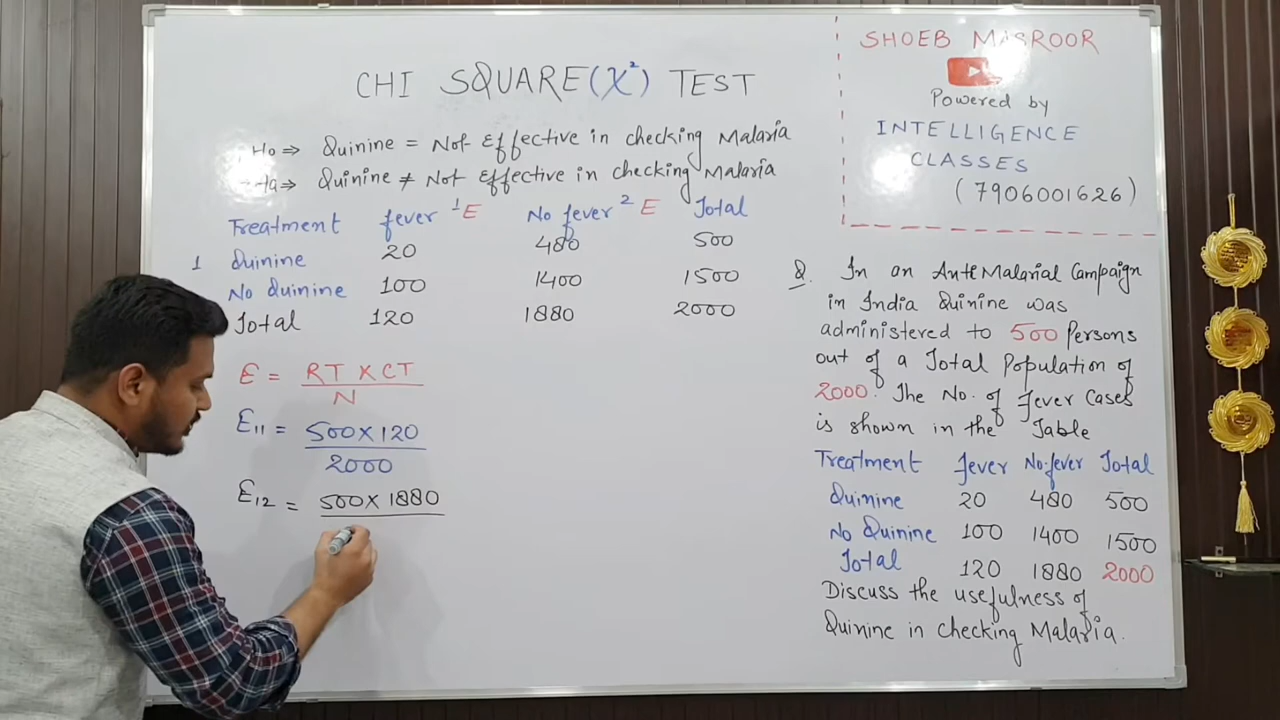 CHI SQUARE (χ²) TEST
Ho ⇒ Quinine = Not Effective in checking Malaria
Ha ⇒ Quinine ≠ Not Effective in checking Malaria
Treatment fever 1 E No fever 2 E Total
1 Quinine 20 480 500
No Quinine 100 1400 1500
Total 120 1880 2000
E = RT X CT
N
E11 = 500 X 120
2000
E12 = 500 X 1880
SHOEB MASROOR
Powered by
INTELLIGENCE
CLASSES
(7906001626)
Q. In an Anti Malarial Campaign
in India Quinine was
administered to 500 Persons
out of a Total Population of
2000. The No. of fever Cases
is shown in the Table
Treatment fever No.fever Total
Quinine 20 480 500
No Quinine 100 1400 1500
Total 120 1880 2000
Discuss the usefulness of
Quinine in checking Malaria.